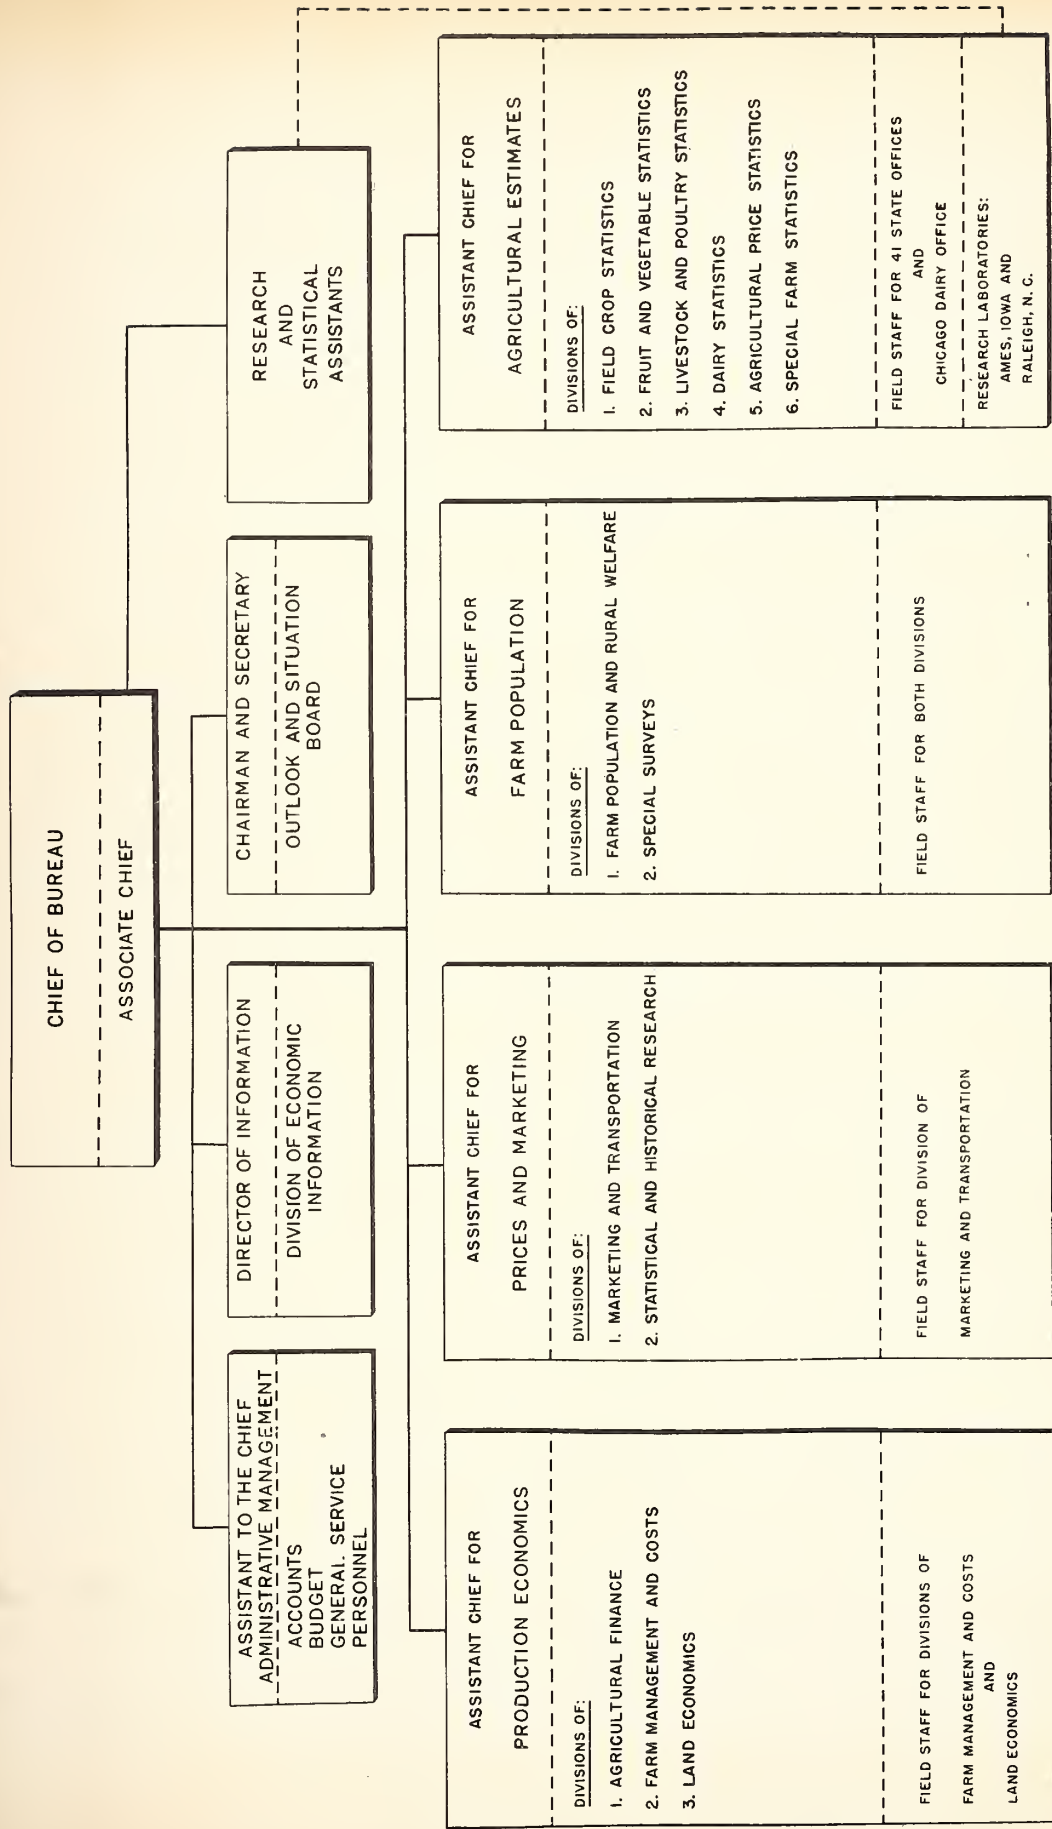 CHIEF OF BUREAU
ASSOCIATE CHIEF
ASSISTANT TO THE CHIEF
ADMINISTRATIVE MANAGEMENT
ACCOUNTS
BUDGET
GENERAL SERVICE
PERSONNEL
DIRECTOR OF INFORMATION
DIVISION OF ECONOMIC
INFORMATION
CHAIRMAN AND SECRETARY
OUTLOOK AND SITUATION
BOARD
RESEARCH
AND
STATISTICAL
ASSISTANTS
ASSISTANT CHIEF FOR
PRODUCTION ECONOMICS
DIVISIONS OF:
1. AGRICULTURAL FINANCE
2. FARM MANAGEMENT AND COSTS
3. LAND ECONOMICS
FIELD STAFF FOR DIVISIONS OF
FARM MANAGEMENT AND COSTS
AND
LAND ECONOMICS
ASSISTANT CHIEF FOR
PRICES AND MARKETING
DIVISIONS OF:
1. MARKETING AND TRANSPORTATION
2. STATISTICAL AND HISTORICAL RESEARCH
FIELD STAFF FOR DIVISION OF
MARKETING AND TRANSPORTATION
ASSISTANT CHIEF FOR
FARM POPULATION
DIVISIONS OF:
1. FARM POPULATION AND RURAL WELFARE
2. SPECIAL SURVEYS
FIELD STAFF FOR BOTH DIVISIONS
ASSISTANT CHIEF FOR
AGRICULTURAL ESTIMATES
DIVISIONS OF:
1. FIELD CROP STATISTICS
2. FRUIT AND VEGETABLE STATISTICS
3. LIVESTOCK AND POULTRY STATISTICS
4. DAIRY STATISTICS
5. AGRICULTURAL PRICE STATISTICS
6. SPECIAL FARM STATISTICS
FIELD STAFF FOR 41 STATE OFFICES
AND
CHICAGO DAIRY OFFICE
RESEARCH LABORATORIES:
AMES, IOWA AND
RALEIGH, N. C.